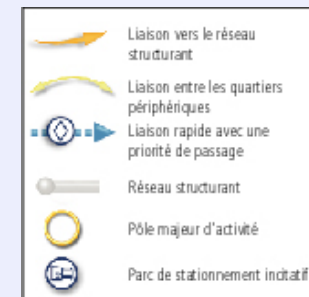 Liaison vers le réseau
structurant
Liaison entre les quartiers
périphériques
Liaison rapide avec une
priorité de passage
Réseau structurant
Pôle majeur d'activité
Parc de stationnement incitatif